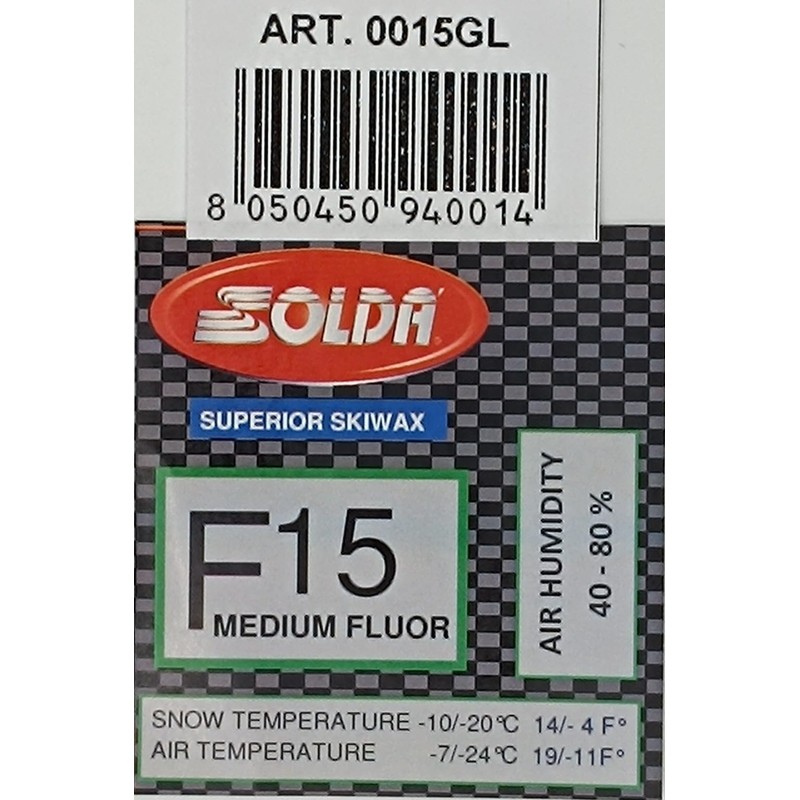 ART. 0015GL
8 050450 940014
SOLDÀ
SUPERIOR SKIWAX
F15
MEDIUM FLUOR
AIR HUMIDITY
40 - 80 %
SNOW TEMPERATURE -10/-20°C 14/- 4 F°
AIR TEMPERATURE -7/-24°C 19/-11F°